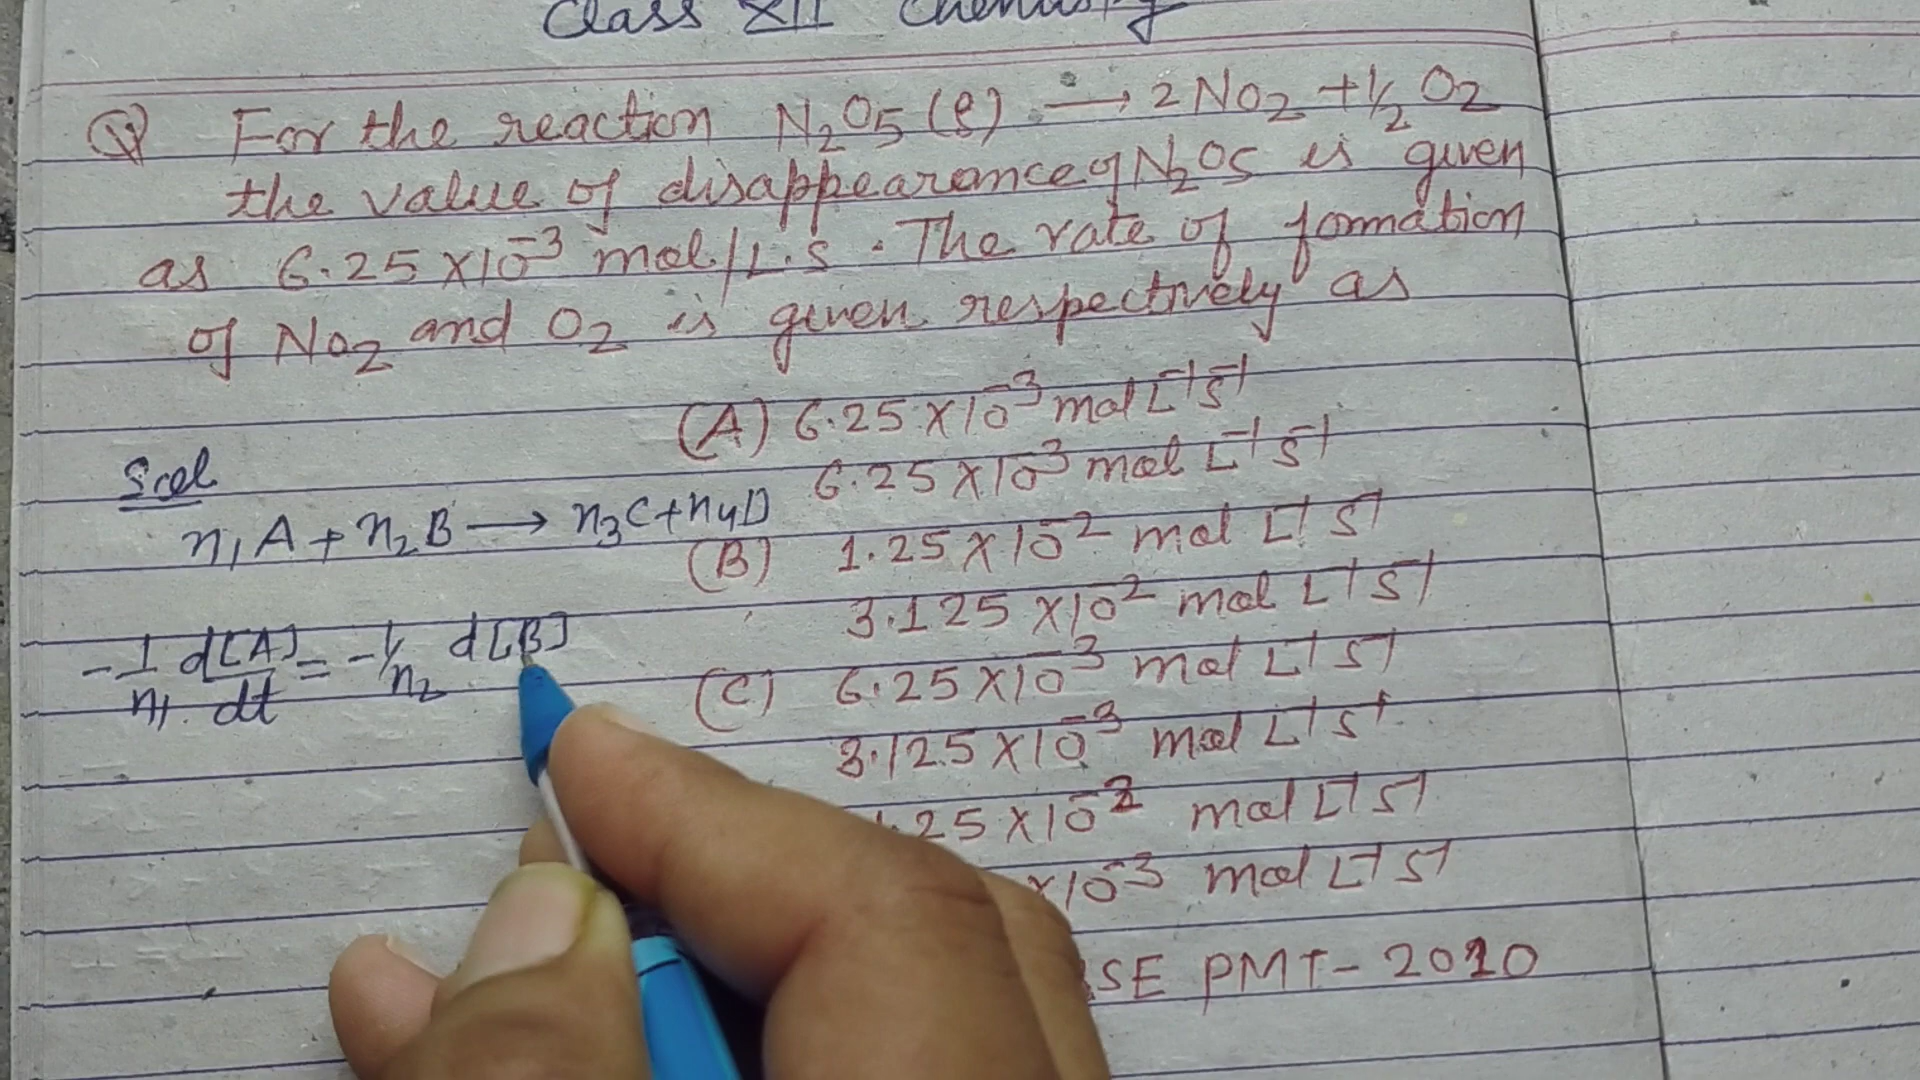 Class XII Chemistry
Q For the reaction N₂O₅(g) → 2NO₂ + 1/2 O₂
the value of disappearance of N₂O₅ is given
as 6.25 X 10⁻³ mol/L.s. The rate of formation
of NO₂ and O₂ is given respectively as
(A) 6.25 X 10⁻³ mol L⁻¹ S⁻¹
6.25 X 10⁻³ mol L⁻¹ S⁻¹
Sol
n₁A + n₂B → n₃C + n₄D
(B) 1.25 X 10⁻² mol L⁻¹ S⁻¹
3.125 X 10⁻² mol L⁻¹ S⁻¹
-1/n₁ d[A]/dt = -1/n₂ d[B]
(C) 6.25 X 10⁻³ mol L⁻¹ S⁻¹
3.125 X 10⁻³ mol L⁻¹ S⁻¹
.25 X 10⁻² mol L⁻¹ S⁻¹
X 10⁻³ mol L⁻¹ S⁻¹
SE PMT - 2010